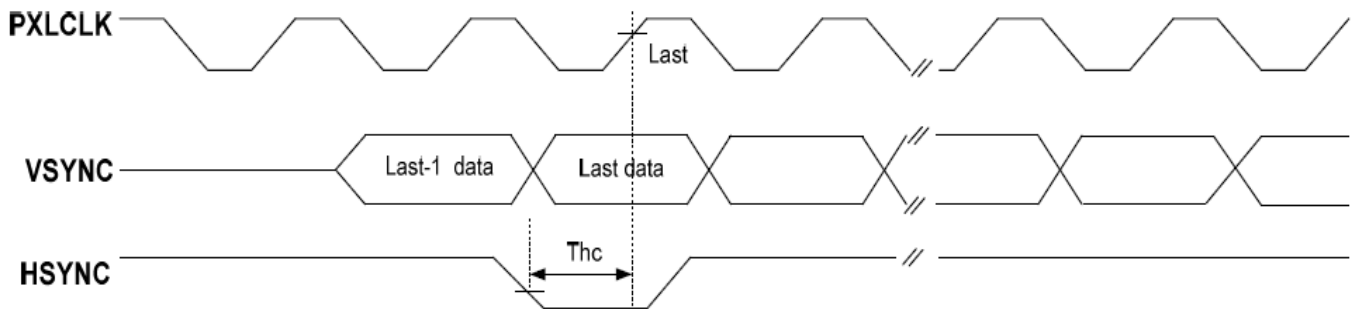 PXLCLK
Last
VSYNC
Last-1 data
Last data
Thc
HSYNC